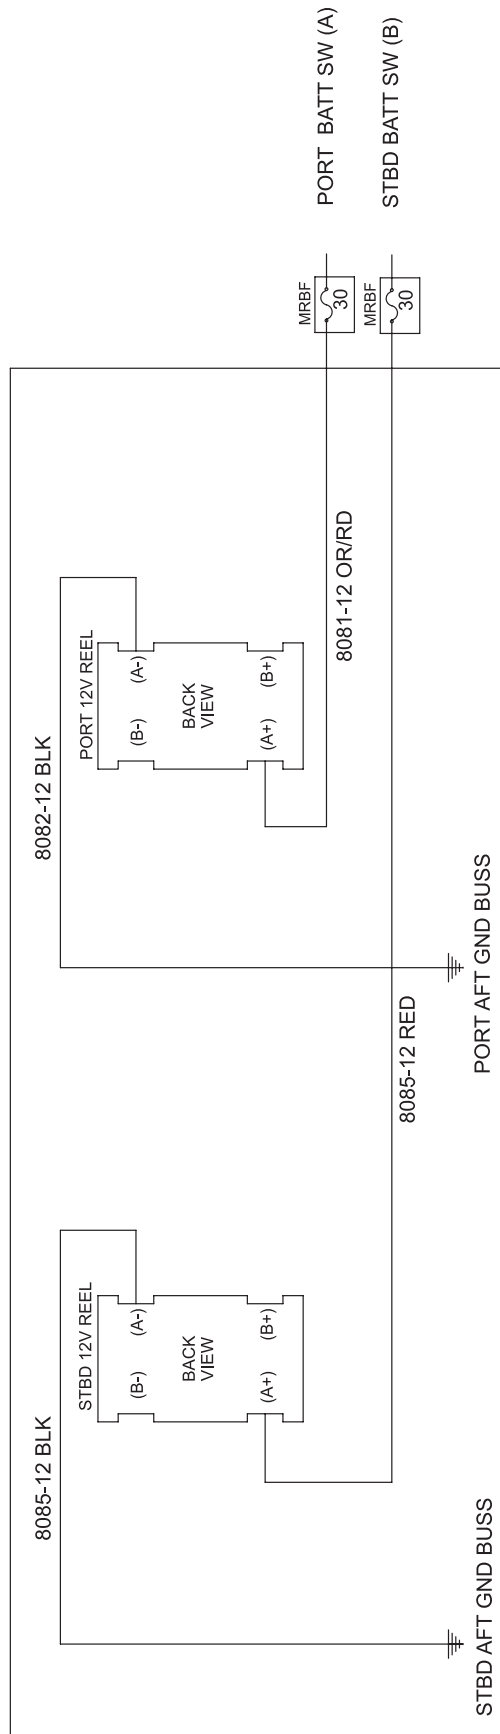 8085-12 BLK
STBD 12V REEL
(B-)
(A-)
BACK
VIEW
(A+)
(B+)
STBD AFT GND BUSS
8085-12 RED
8082-12 BLK
PORT 12V REEL
(B-)
(A-)
BACK
VIEW
(A+)
(B+)
8081-12 OR/RD
PORT AFT GND BUSS
MRBF
30
PORT BATT SW (A)
MRBF
30
STBD BATT SW (B)